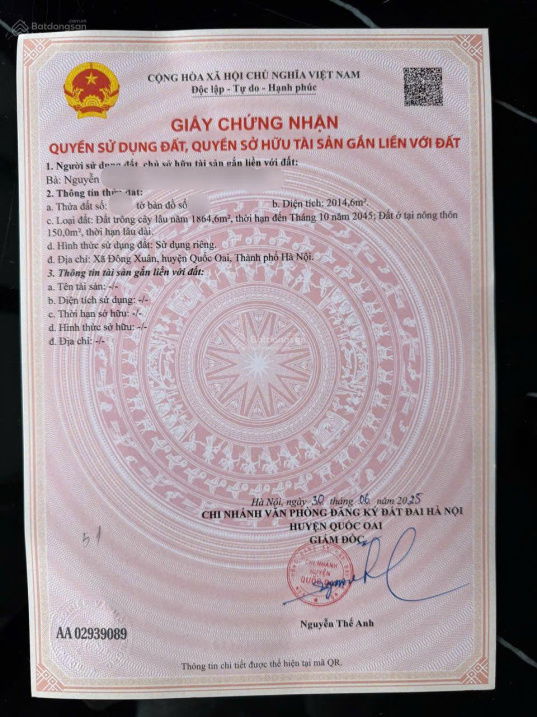 Batdongsan
CỘNG HÒA XÃ HỘI CHỦ NGHĨA VIỆT NAM
Độc lập - Tự do - Hạnh phúc
GIẤY CHỨNG NHẬN
QUYỀN SỬ DỤNG ĐẤT, QUYỀN SỞ HỮU TÀI SẢN GẮN LIỀN VỚI ĐẤT
1. Người sử dụng đất, chủ sở hữu tài sản gắn liền với đất:
Bà: Nguyễn
2. Thông tin thửa đất:
a. Thửa đất số: tờ bản đồ số b. Diện tích: 2014,6m².
c. Loại đất: Đất trồng cây lâu năm 1864,6m², thời hạn đến Tháng 10 năm 2045; Đất ở tại nông thôn
150,0m², thời hạn lâu dài.
d. Hình thức sử dụng đất: Sử dụng riêng.
đ. Địa chỉ: Xã Đông Xuân, huyện Quốc Oai, Thành phố Hà Nội.
3. Thông tin tài sản gắn liền với đất:
a. Tên tài sản: -/-
b. Diện tích sử dụng: -/-
c. Thời hạn sở hữu: -/-
d. Hình thức sở hữu: -/-
đ. Địa chỉ: -/-
Batdongsan
Hà Nội, ngày 30 tháng 06 năm 2025
CHI NHÁNH VĂN PHÒNG ĐĂNG KÝ ĐẤT ĐAI HÀ NỘI
HUYỆN QUỐC OAI
GIÁM ĐỐC
51
CHI NHÁNH
HUYỆN
QUỐC OAI
Nguyễn Thế Anh
AA 02939089
Thông tin chi tiết được thể hiện tại mã QR.
Batdongsan